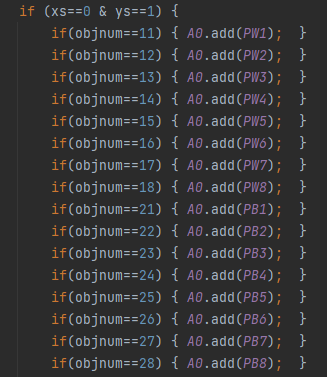 if (xs==0 & ys==1) {
if(objnum==11) { A0.add(PW1); }
if(objnum==12) { A0.add(PW2); }
if(objnum==13) { A0.add(PW3); }
if(objnum==14) { A0.add(PW4); }
if(objnum==15) { A0.add(PW5); }
if(objnum==16) { A0.add(PW6); }
if(objnum==17) { A0.add(PW7); }
if(objnum==18) { A0.add(PW8); }
if(objnum==21) { A0.add(PB1); }
if(objnum==22) { A0.add(PB2); }
if(objnum==23) { A0.add(PB3); }
if(objnum==24) { A0.add(PB4); }
if(objnum==25) { A0.add(PB5); }
if(objnum==26) { A0.add(PB6); }
if(objnum==27) { A0.add(PB7); }
if(objnum==28) { A0.add(PB8); }